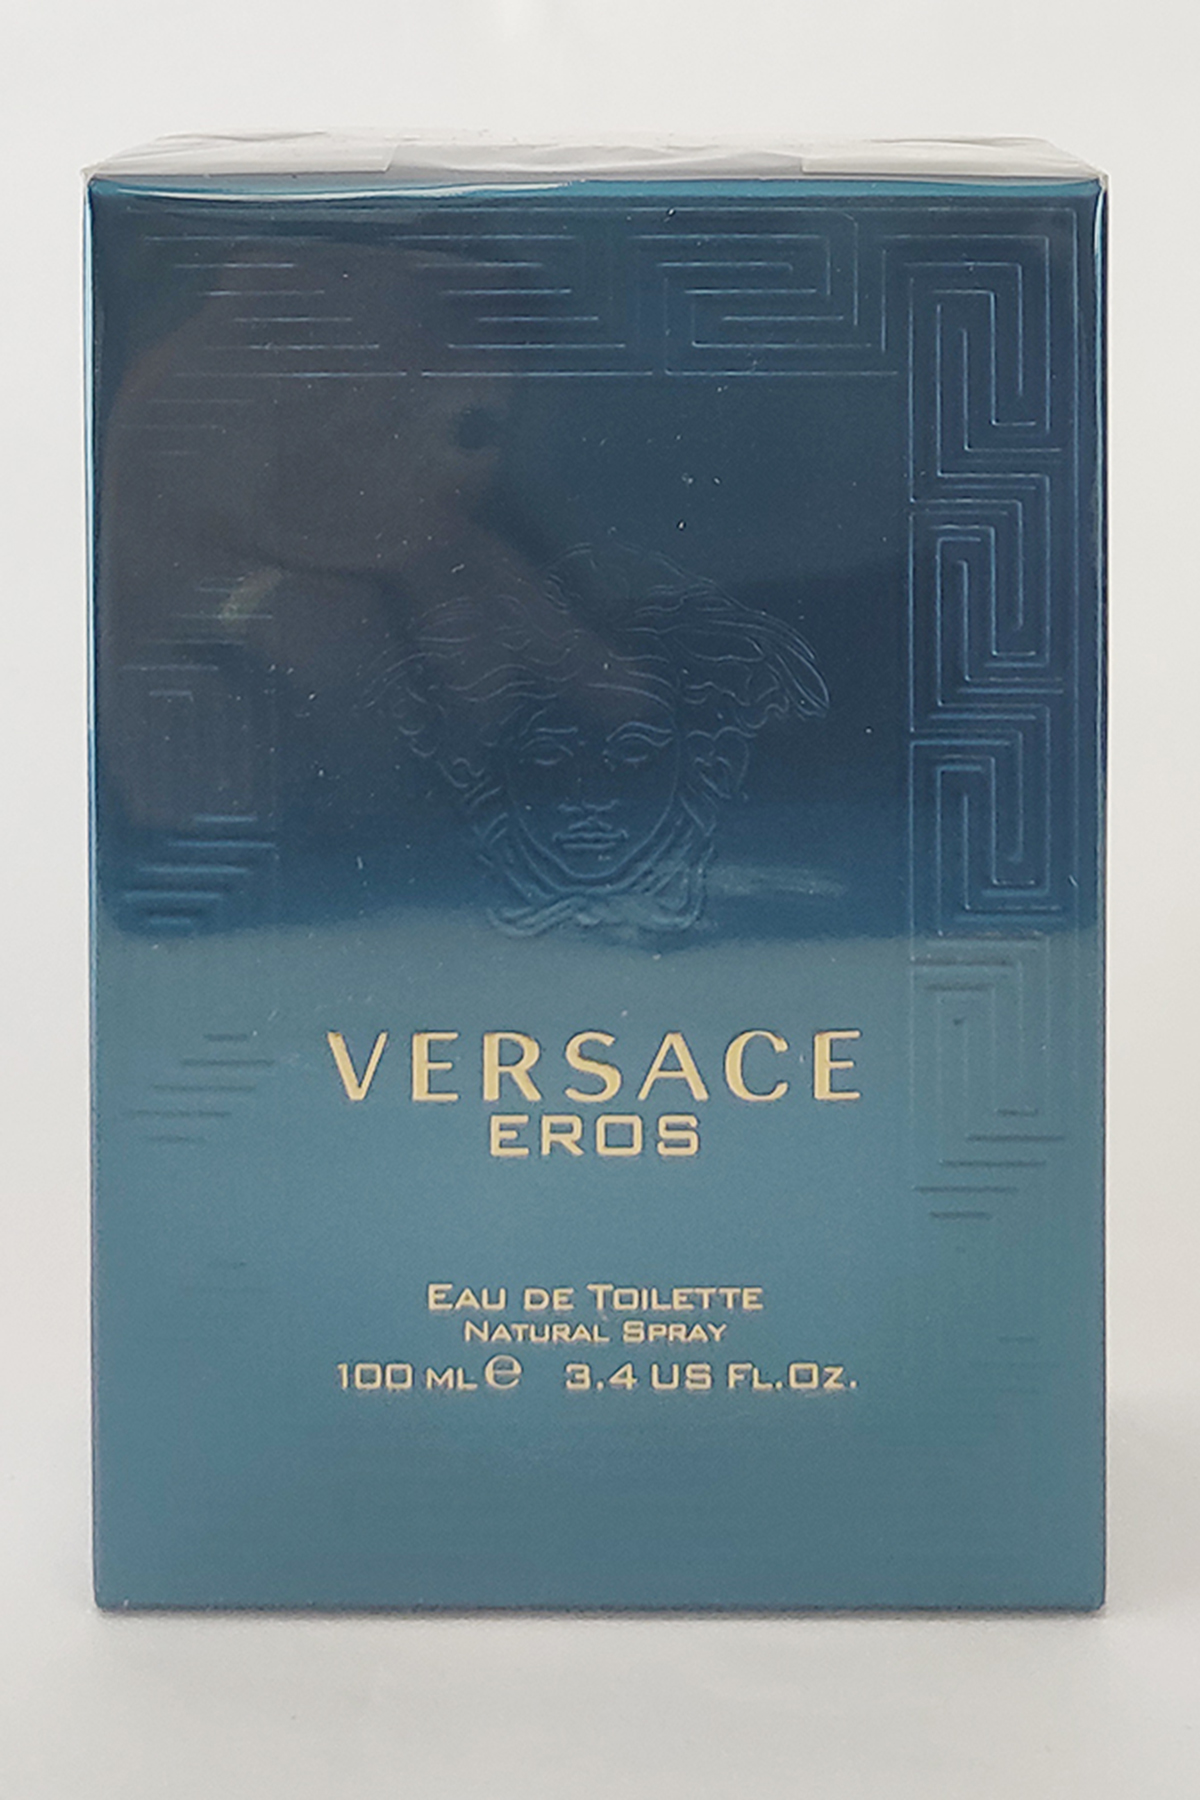 VERSACE
EROS
EAU DE TOILETTE
NATURAL SPRAY
100 ML ℮ 3.4 US FL.OZ.